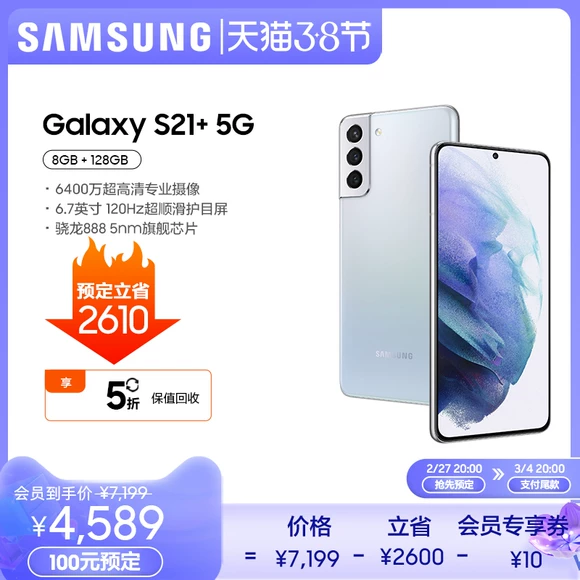 SAMSUNG 天猫3.8节
Galaxy S21+ 5G
8GB + 128GB
· 6400万超高清专业摄像
· 6.7英寸 120Hz超顺滑护目屏
· 骁龙888 5nm旗舰芯片
预定立省
2610
享 5折 保值回收
SAMSUNG
2/27 20:00 抢先预定 » 3/4 20:00 支付尾款
会员到手价 ¥7,199
¥4,589
100元预定
= 价格 ¥7,199 − 立省 ¥2600 − 会员专享券 ¥10